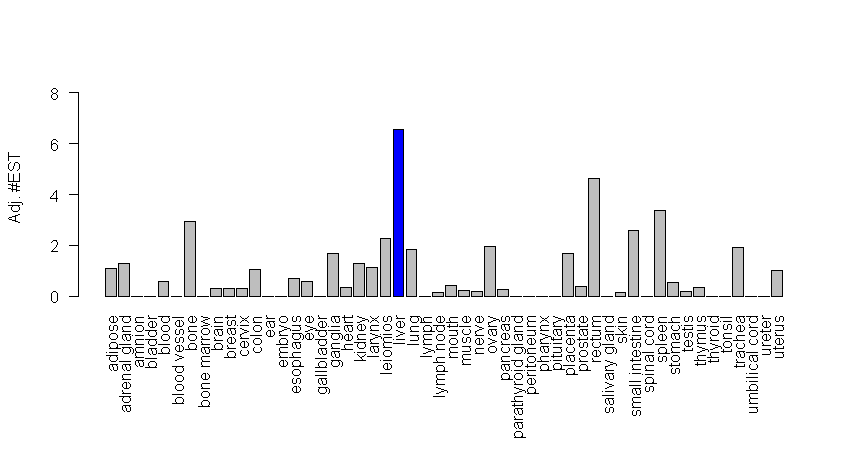 8
6
4
2
0
Adj. #EST
adipose
adrenal gland
amnion
bladder
blood
blood vessel
bone
bone marrow
brain
breast
cervix
colon
ear
embryo
esophagus
eye
gallbladder
ganglia
heart
kidney
larynx
leiomios
liver
lung
lymph
lymph node
mouth
muscle
nerve
ovary
pancreas
parathyroid gland
peritoneum
pharynx
pituitary
placenta
prostate
rectum
salivary gland
skin
small intestine
spinal cord
spleen
stomach
testis
thymus
thyroid
tonsil
trachea
umbilical cord
ureter
uterus